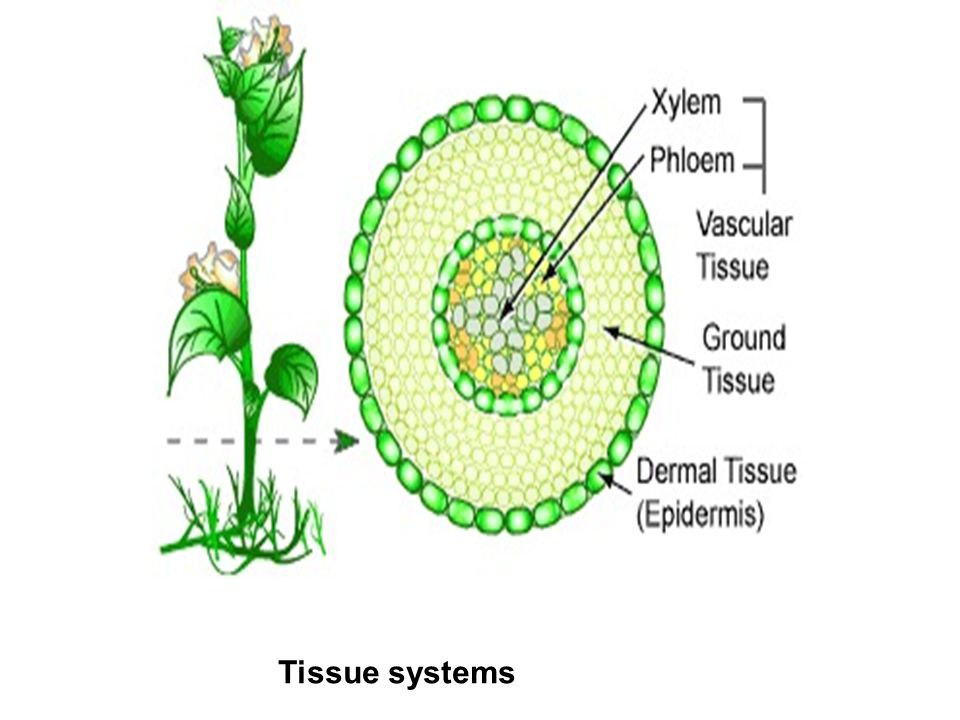 Xylem
Phloem
Vascular
Tissue
Ground
Tissue
Dermal Tissue
(Epidermis)
Tissue systems